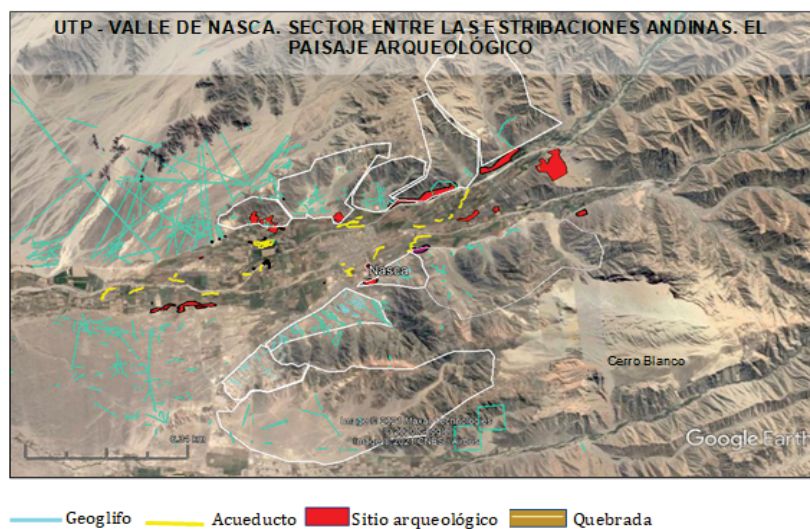 UTP - VALLE DE NASCA. SECTOR ENTRE LAS ESTRIBACIONES ANDINAS. EL
PAISAJE ARQUEOLÓGICO
Nasca
Cerro Blanco
Google Earth
Geoglifo Acueducto Sitio arqueológico Quebrada